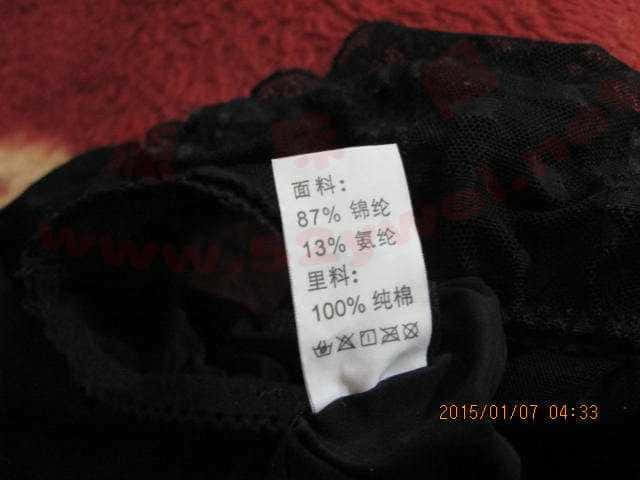 面料：
87% 锦纶
13% 氨纶
里料：
100% 纯棉
2015/01/07 04:33